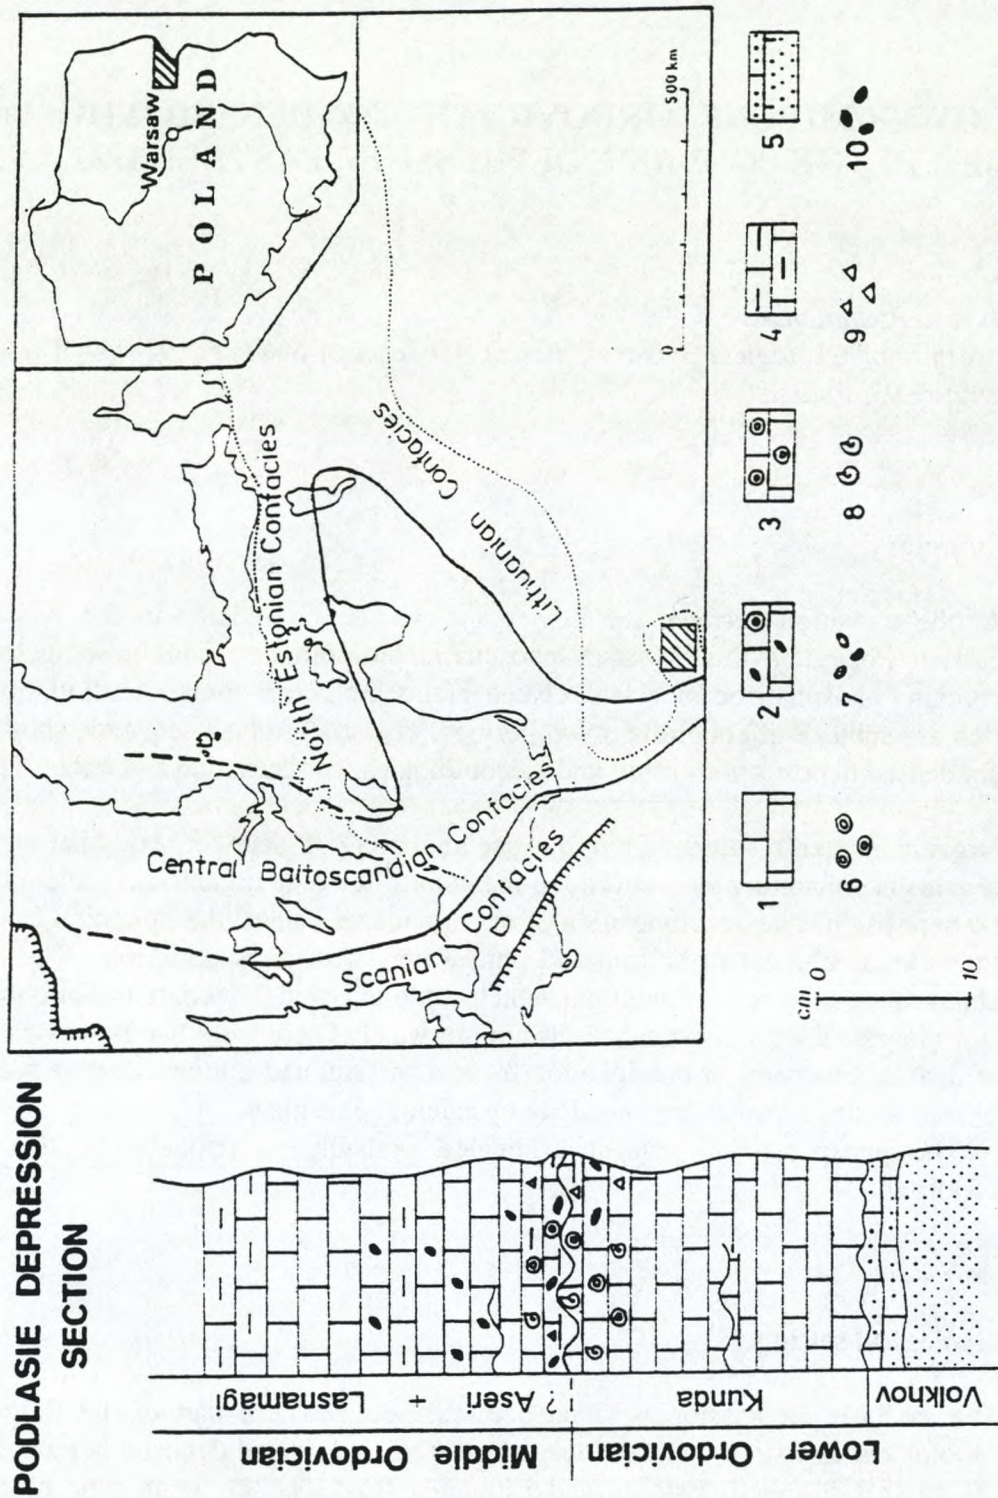 PODLASIE DEPRESSION
SECTION
Middle Ordovician
Lower Ordovician
? Aseri + Lasnamägi
Kunda
Volkhov
POLAND
Warsaw
North Estonian Confacies
Central Baltoscandian Confacies
Scanian Confacies
Lithuanian Confacies
0 500 km
cm 0
10
1 2 3 4 5
6 7 8 9 10